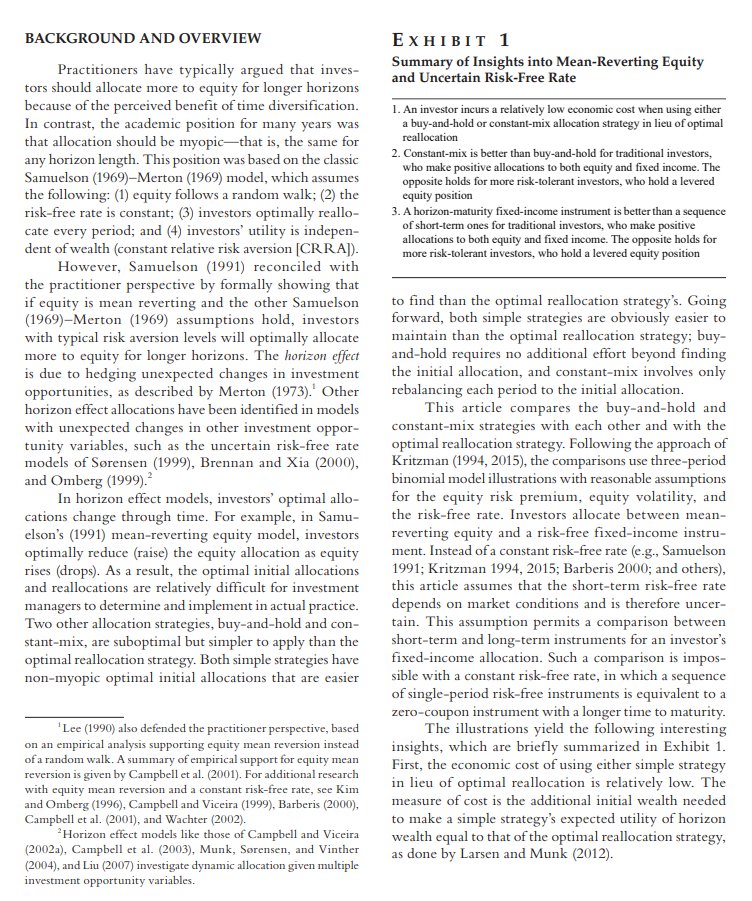 BACKGROUND AND OVERVIEW
Practitioners have typically argued that inves-
tors should allocate more to equity for longer horizons
because of the perceived benefit of time diversification.
In contrast, the academic position for many years was
that allocation should be myopic—that is, the same for
any horizon length. This position was based on the classic
Samuelson (1969)–Merton (1969) model, which assumes
the following: (1) equity follows a random walk; (2) the
risk-free rate is constant; (3) investors optimally reallo-
cate every period; and (4) investors' utility is indepen-
dent of wealth (constant relative risk aversion [CRRA]).
However, Samuelson (1991) reconciled with
the practitioner perspective by formally showing that
if equity is mean reverting and the other Samuelson
(1969)–Merton (1969) assumptions hold, investors
with typical risk aversion levels will optimally allocate
more to equity for longer horizons. The horizon effect
is due to hedging unexpected changes in investment
opportunities, as described by Merton (1973).1 Other
horizon effect allocations have been identified in models
with unexpected changes in other investment oppor-
tunity variables, such as the uncertain risk-free rate
models of Sørensen (1999), Brennan and Xia (2000),
and Omberg (1999).2
In horizon effect models, investors' optimal allo-
cations change through time. For example, in Samu-
elson's (1991) mean-reverting equity model, investors
optimally reduce (raise) the equity allocation as equity
rises (drops). As a result, the optimal initial allocations
and reallocations are relatively difficult for investment
managers to determine and implement in actual practice.
Two other allocation strategies, buy-and-hold and con-
stant-mix, are suboptimal but simpler to apply than the
optimal reallocation strategy. Both simple strategies have
non-myopic optimal initial allocations that are easier
1Lee (1990) also defended the practitioner perspective, based
on an empirical analysis supporting equity mean reversion instead
of a random walk. A summary of empirical support for equity mean
reversion is given by Campbell et al. (2001). For additional research
with equity mean reversion and a constant risk-free rate, see Kim
and Omberg (1996), Campbell and Viceira (1999), Barberis (2000),
Campbell et al. (2001), and Wachter (2002).
2Horizon effect models like those of Campbell and Viceira
(2002a), Campbell et al. (2003), Munk, Sørensen, and Vinther
(2004), and Liu (2007) investigate dynamic allocation given multiple
investment opportunity variables.
EXHIBIT 1
Summary of Insights into Mean-Reverting Equity
and Uncertain Risk-Free Rate
1. An investor incurs a relatively low economic cost when using either
a buy-and-hold or constant-mix allocation strategy in lieu of optimal
reallocation
2. Constant-mix is better than buy-and-hold for traditional investors,
who make positive allocations to both equity and fixed income. The
opposite holds for more risk-tolerant investors, who hold a levered
equity position
3. A horizon-maturity fixed-income instrument is better than a sequence
of short-term ones for traditional investors, who make positive
allocations to both equity and fixed income. The opposite holds for
more risk-tolerant investors, who hold a levered equity position
to find than the optimal reallocation strategy's. Going
forward, both simple strategies are obviously easier to
maintain than the optimal reallocation strategy; buy-
and-hold requires no additional effort beyond finding
the initial allocation, and constant-mix involves only
rebalancing each period to the initial allocation.
This article compares the buy-and-hold and
constant-mix strategies with each other and with the
optimal reallocation strategy. Following the approach of
Kritzman (1994, 2015), the comparisons use three-period
binomial model illustrations with reasonable assumptions
for the equity risk premium, equity volatility, and
the risk-free rate. Investors allocate between mean-
reverting equity and a risk-free fixed-income instru-
ment. Instead of a constant risk-free rate (e.g., Samuelson
1991; Kritzman 1994, 2015; Barberis 2000; and others),
this article assumes that the short-term risk-free rate
depends on market conditions and is therefore uncer-
tain. This assumption permits a comparison between
short-term and long-term instruments for an investor's
fixed-income allocation. Such a comparison is impos-
sible with a constant risk-free rate, in which a sequence
of single-period risk-free instruments is equivalent to a
zero-coupon instrument with a longer time to maturity.
The illustrations yield the following interesting
insights, which are briefly summarized in Exhibit 1.
First, the economic cost of using either simple strategy
in lieu of optimal reallocation is relatively low. The
measure of cost is the additional initial wealth needed
to make a simple strategy's expected utility of horizon
wealth equal to that of the optimal reallocation strategy,
as done by Larsen and Munk (2012).